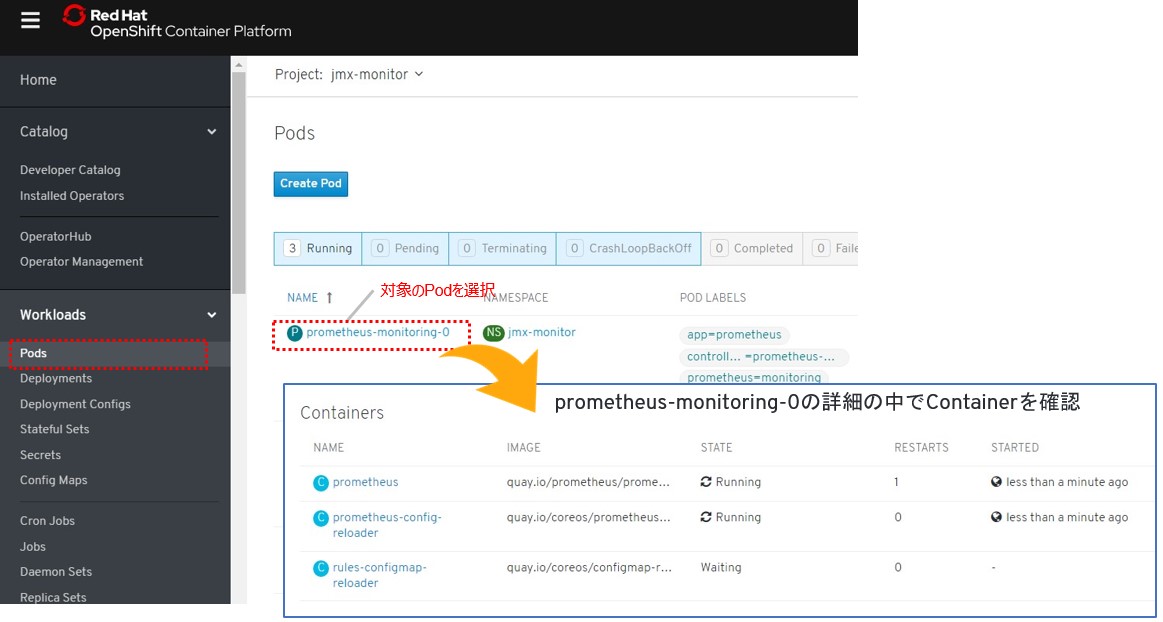 Red Hat
OpenShift Container Platform
Home
Catalog
Developer Catalog
Installed Operators
OperatorHub
Operator Management
Workloads
Pods
Deployments
Deployment Configs
Stateful Sets
Secrets
Config Maps
Cron Jobs
Jobs
Daemon Sets
Replica Sets
Project: jmx-monitor
Pods
Create Pod
3 Running 0 Pending 0 Terminating 0 CrashLoopBackOff 0 Completed 0 Faile
対象のPodを選択
NAME NAMESPACE POD LABELS
P prometheus-monitoring-0 NS jmx-monitor app=prometheus
controll... =prometheus-...
prometheus=monitoring
prometheus-monitoring-0の詳細の中でContainerを確認
Containers
NAME IMAGE STATE RESTARTS STARTED
C prometheus quay.io/prometheus/prome... Running 1 less than a minute ago
C prometheus-config- quay.io/coreos/prometheus... Running 0 less than a minute ago
reloader
C rules-configmap- quay.io/coreos/configmap-r... Waiting 0 -
reloader